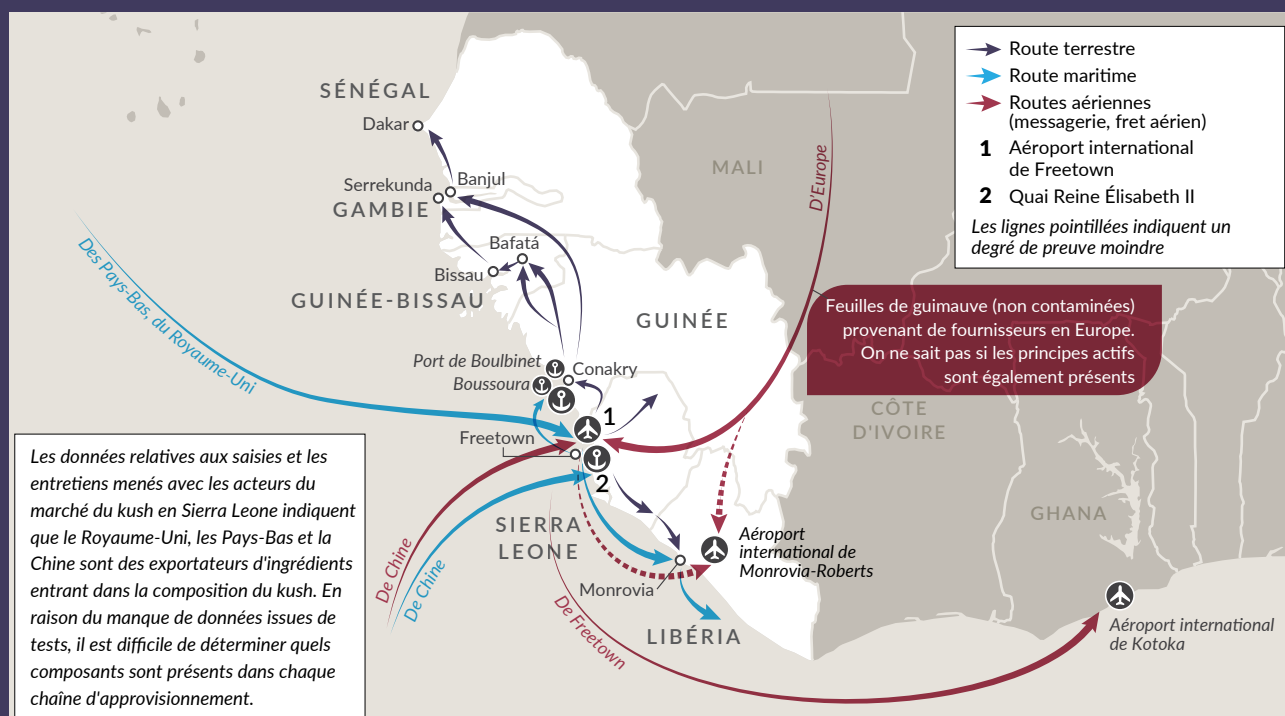 SÉNÉGAL
Dakar
Banjul
Serrekunda
GAMBIE
Bafatá
Bissau
GUINÉE-BISSAU
GUINÉE
MALI
D'Europe
Des Pays-Bas, du Royaume-Uni
Port de Boulbinet
Boussoura
Conakry
1
Freetown
2
SIERRA
LEONE
De Chine
De Chine
De Freetown
Monrovia
LIBÉRIA
Aéroport
international de
Monrovia-Roberts
CÔTE
D'IVOIRE
GHANA
Aéroport international
de Kotoka
Route terrestre
Route maritime
Routes aériennes
(messagerie, fret aérien)
1 Aéroport international
de Freetown
2 Quai Reine Élisabeth II
Les lignes pointillées indiquent un
degré de preuve moindre
Feuilles de guimauve (non contaminées)
provenant de fournisseurs en Europe.
On ne sait pas si les principes actifs
sont également présents
Les données relatives aux saisies et les
entretiens menés avec les acteurs du
marché du kush en Sierra Leone indiquent
que le Royaume-Uni, les Pays-Bas et la
Chine sont des exportateurs d'ingrédients
entrant dans la composition du kush. En
raison du manque de données issues de
tests, il est difficile de déterminer quels
composants sont présents dans chaque
chaîne d'approvisionnement.